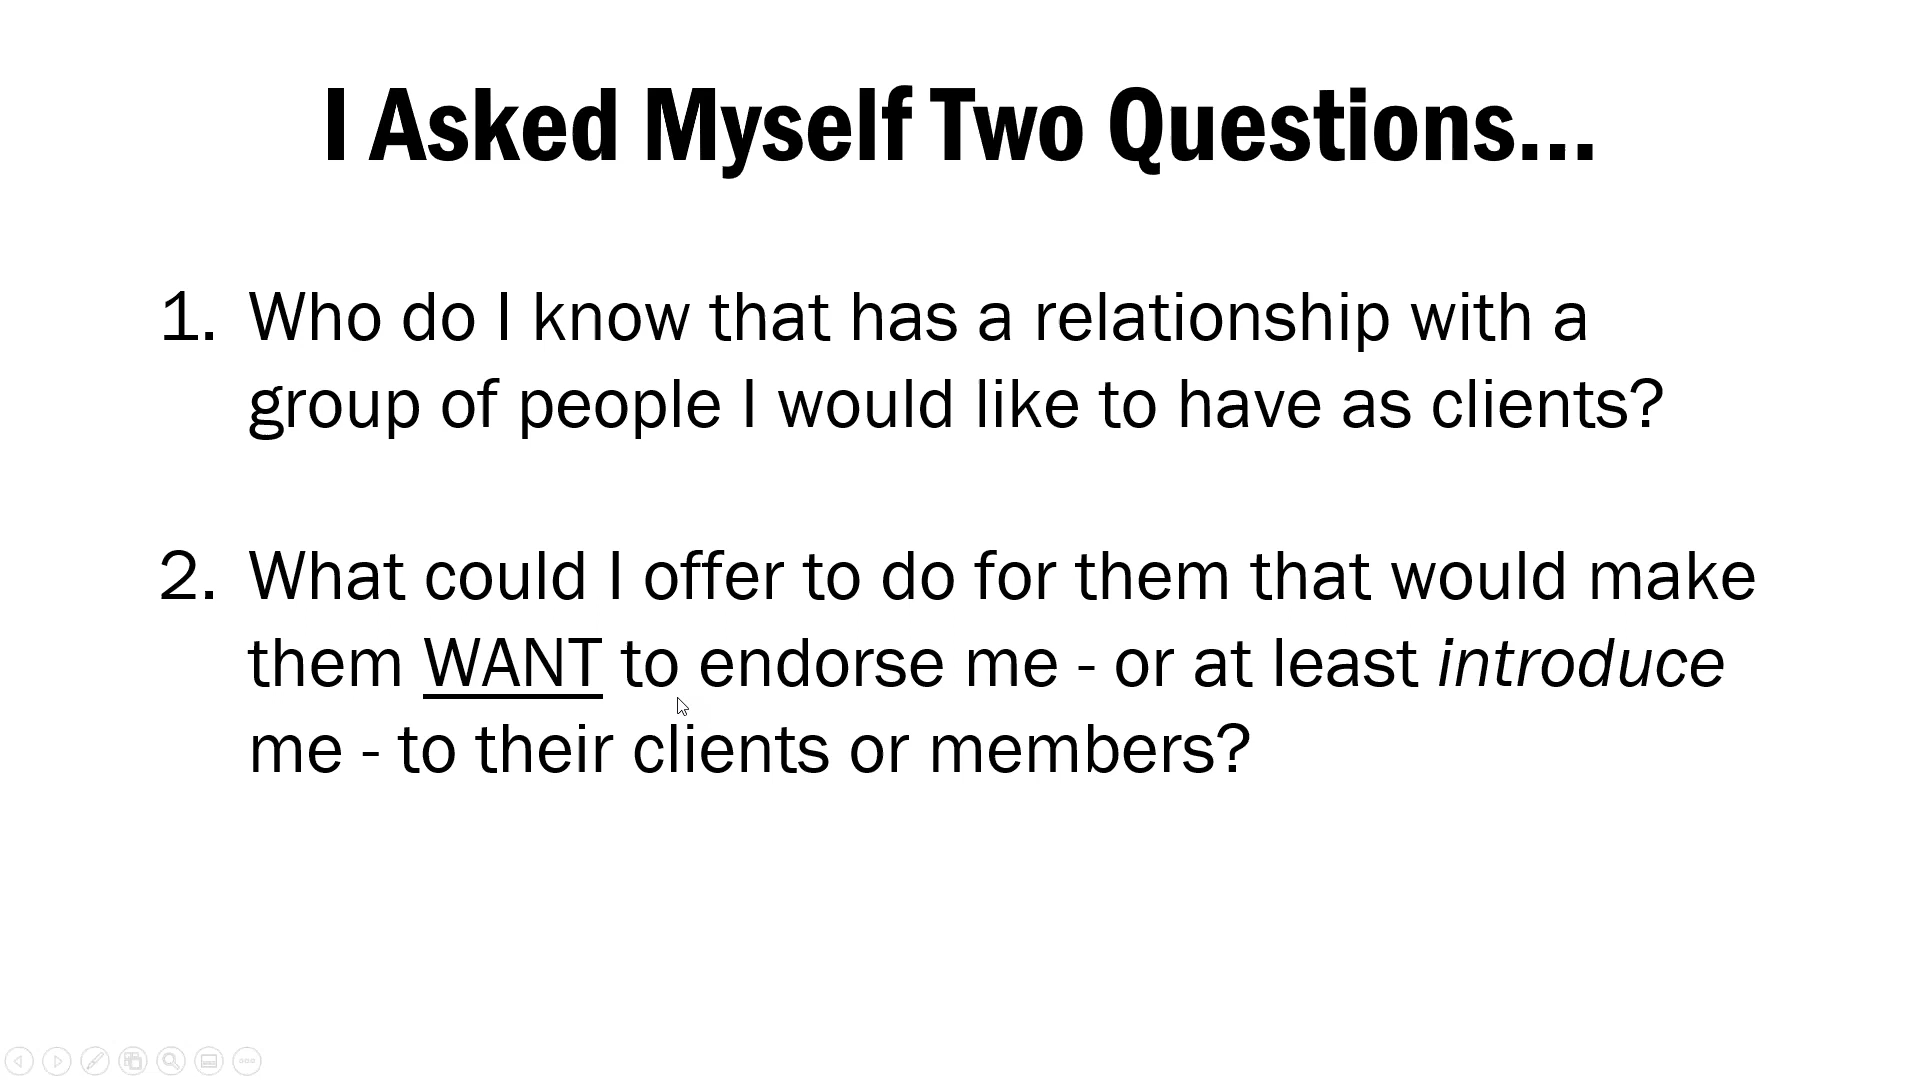 I Asked Myself Two Questions...
1. Who do I know that has a relationship with a
group of people I would like to have as clients?
2. What could I offer to do for them that would make
them WANT to endorse me - or at least introduce
me - to their clients or members?